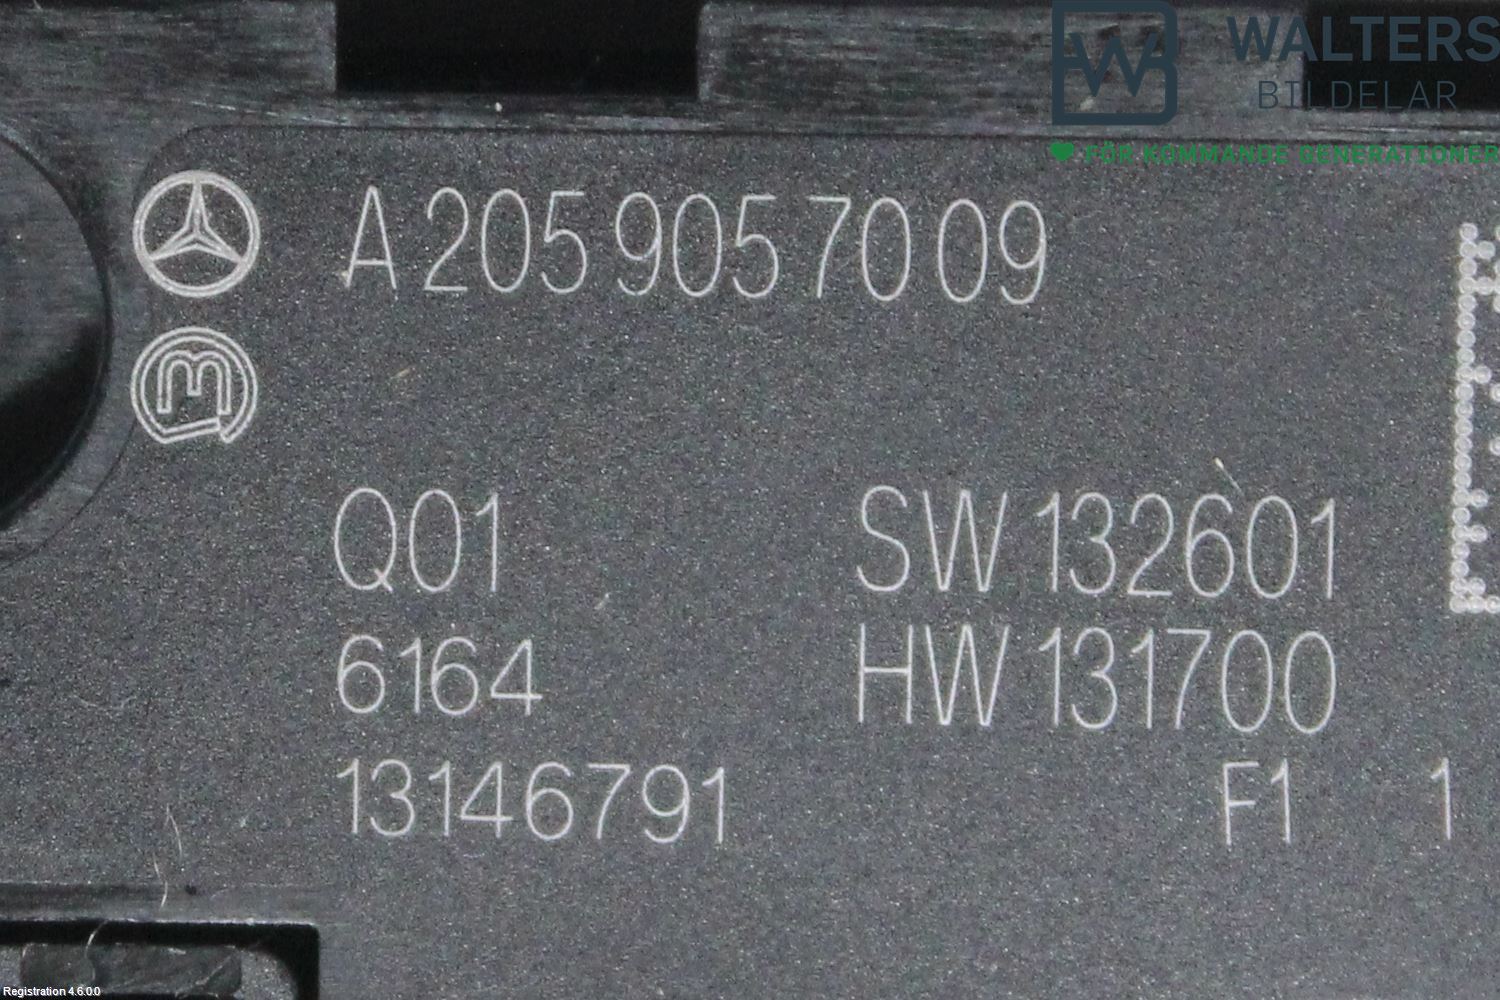 WALTERS
BILDELAR
FÖR KOMMANDE GENERATIONER
A 205 905 70 09
Q01 SW 132601
6164 HW 131700
13146791 F1 1
Registration 4.6.0.0